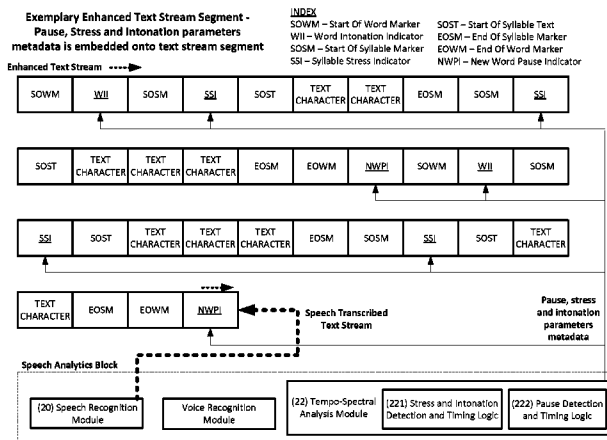 Exemplary Enhanced Text Stream Segment -
Pause, Stress and Intonation parameters
metadata is embedded onto text stream segment
INDEX
SOWM – Start Of Word Marker
WII – Word Intonation Indicator
SOSM – Start Of Syllable Marker
SSI – Syllable Stress Indicator
SOST – Start Of Syllable Text
EOSM – End Of Syllable Marker
EOWM – End Of Word Marker
NWPI – New Word Pause Indicator
Enhanced Text Stream
SOWM WII SOSM SSI SOST TEXT CHARACTER TEXT CHARACTER EOSM SOSM SSI
SOST TEXT CHARACTER TEXT CHARACTER TEXT CHARACTER EOSM EOWM NWPI SOWM WII SOSM
SSI SOST TEXT CHARACTER TEXT CHARACTER TEXT CHARACTER EOSM SOSM SSI SOST TEXT CHARACTER
TEXT CHARACTER EOSM EOWM NWPI
Speech Transcribed
Text Stream
Pause, stress
and intonation
parameters
metadata
Speech Analytics Block
(20) Speech Recognition
Module
Voice Recognition
Module
(22) Tempo-Spectral
Analysis Module
(221) Stress and Intonation
Detection and Timing Logic
(222) Pause Detection
and Timing Logic